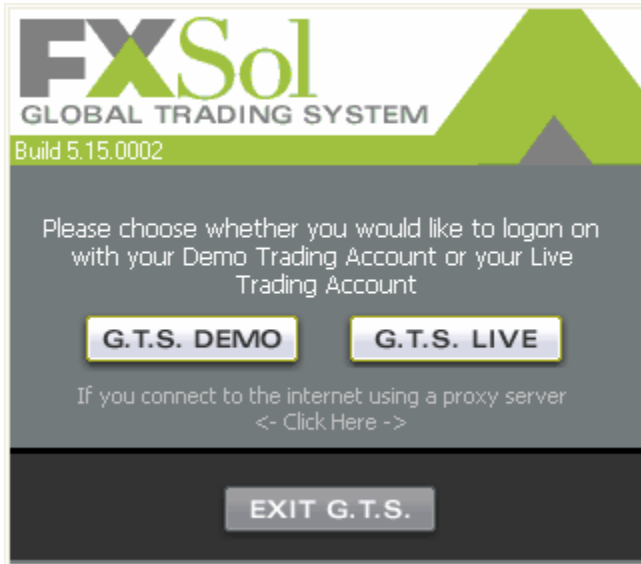 FXSol
GLOBAL TRADING SYSTEM
Build 5.15.0002
Please choose whether you would like to logon on
with your Demo Trading Account or your Live
Trading Account
G.T.S. DEMO
G.T.S. LIVE
If you connect to the internet using a proxy server
<- Click Here ->
EXIT G.T.S.